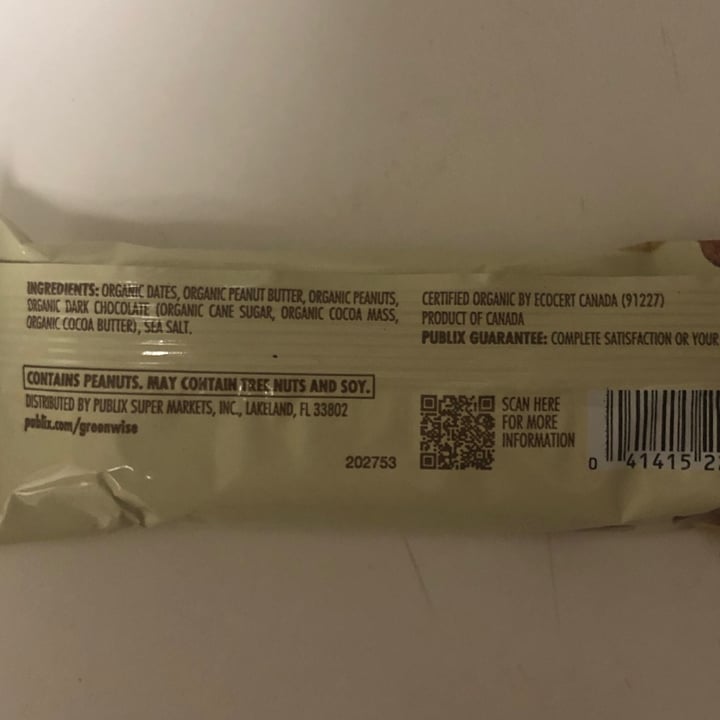 INGREDIENTS: ORGANIC DATES, ORGANIC PEANUT BUTTER, ORGANIC PEANUTS,
ORGANIC DARK CHOCOLATE (ORGANIC CANE SUGAR, ORGANIC COCOA MASS,
ORGANIC COCOA BUTTER), SEA SALT.
CONTAINS PEANUTS. MAY CONTAIN TREE NUTS AND SOY.
DISTRIBUTED BY PUBLIX SUPER MARKETS, INC., LAKELAND, FL 33802
publix.com/greenwise
202753
CERTIFIED ORGANIC BY ECOCERT CANADA (91227)
PRODUCT OF CANADA
PUBLIX GUARANTEE: COMPLETE SATISFACTION OR YOUR
SCAN HERE
FOR MORE
INFORMATION
0 41415 2